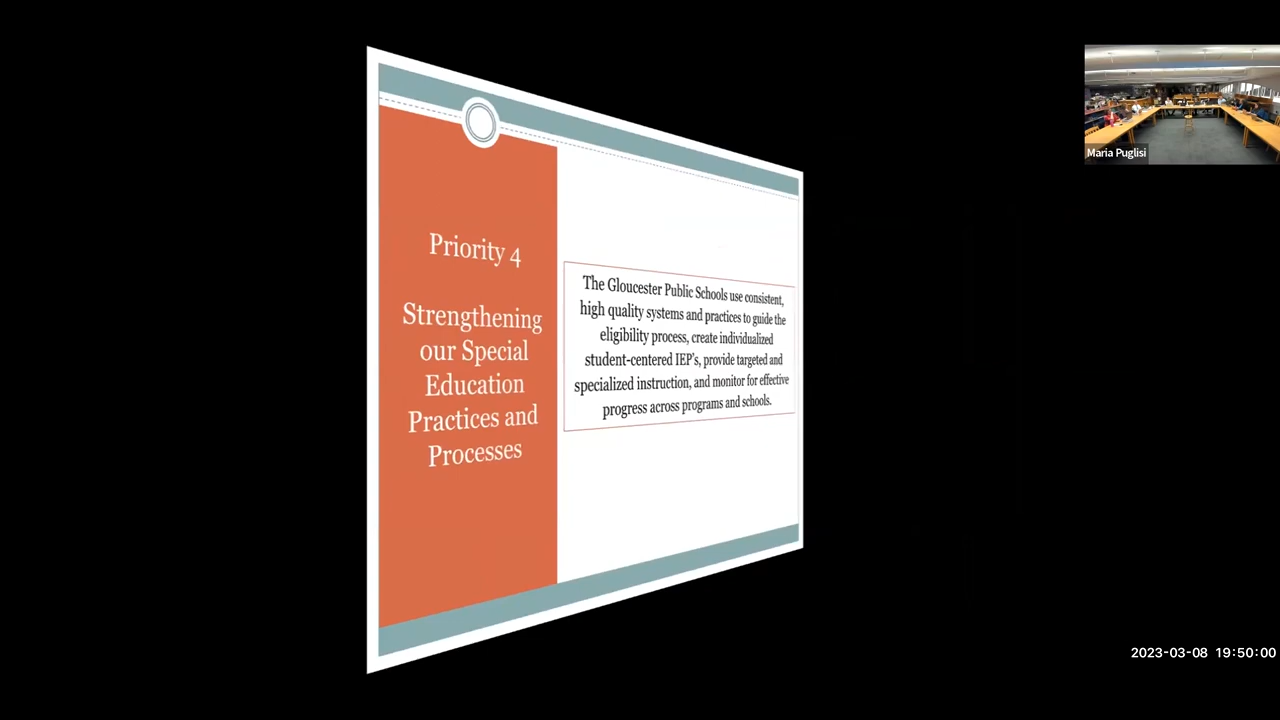 Priority 4
Strengthening
our Special
Education
Practices and
Processes
The Gloucester Public Schools use consistent,
high quality systems and practices to guide the
eligibility process, create individualized
student-centered IEP's, provide targeted and
specialized instruction, and monitor for effective
progress across programs and schools.
Maria Puglisi
2023-03-08 19:50:00